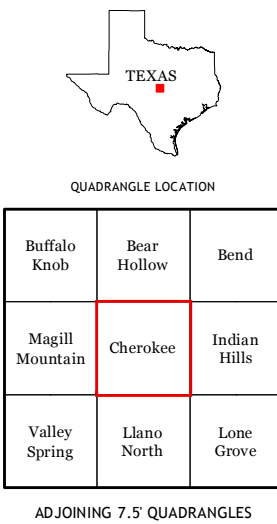 TEXAS
QUADRANGLE LOCATION
Buffalo
Knob
Bear
Hollow
Bend
Magill
Mountain
Cherokee
Indian
Hills
Valley
Spring
Llano
North
Lone
Grove
ADJOINING 7.5' QUADRANGLES